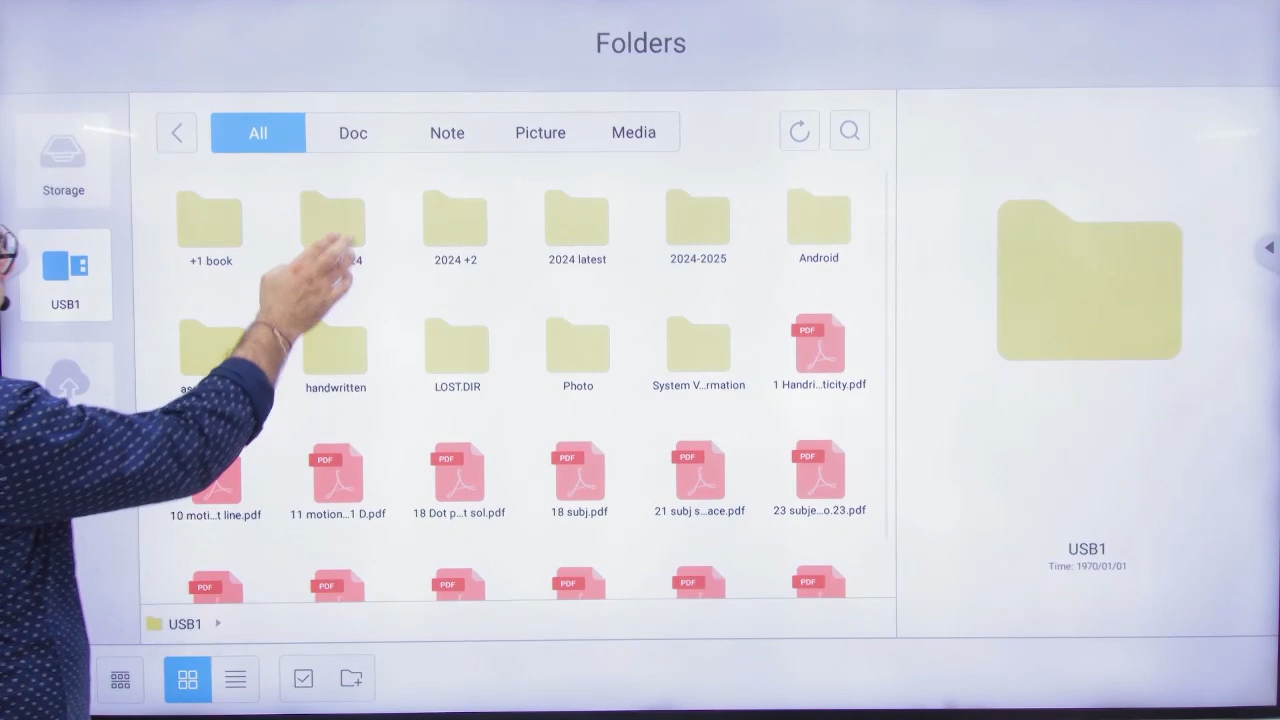 Folders
All
Doc
Note
Picture
Media
Storage
USB1
+1 book
24
2024 +2
2024 latest
2024-2025
Android
as
handwritten
LOST.DIR
Photo
System V...rmation
PDF
1 Handri...ticity.pdf
PDF
PDF
PDF
PDF
PDF
10 moti...t line.pdf
11 motion...1 D.pdf
18 Dot p...t sol.pdf
18 subj.pdf
21 subj s...ace.pdf
23 subje...o.23.pdf
PDF
PDF
PDF
PDF
PDF
PDF
USB1
USB1
Time: 1970/01/01